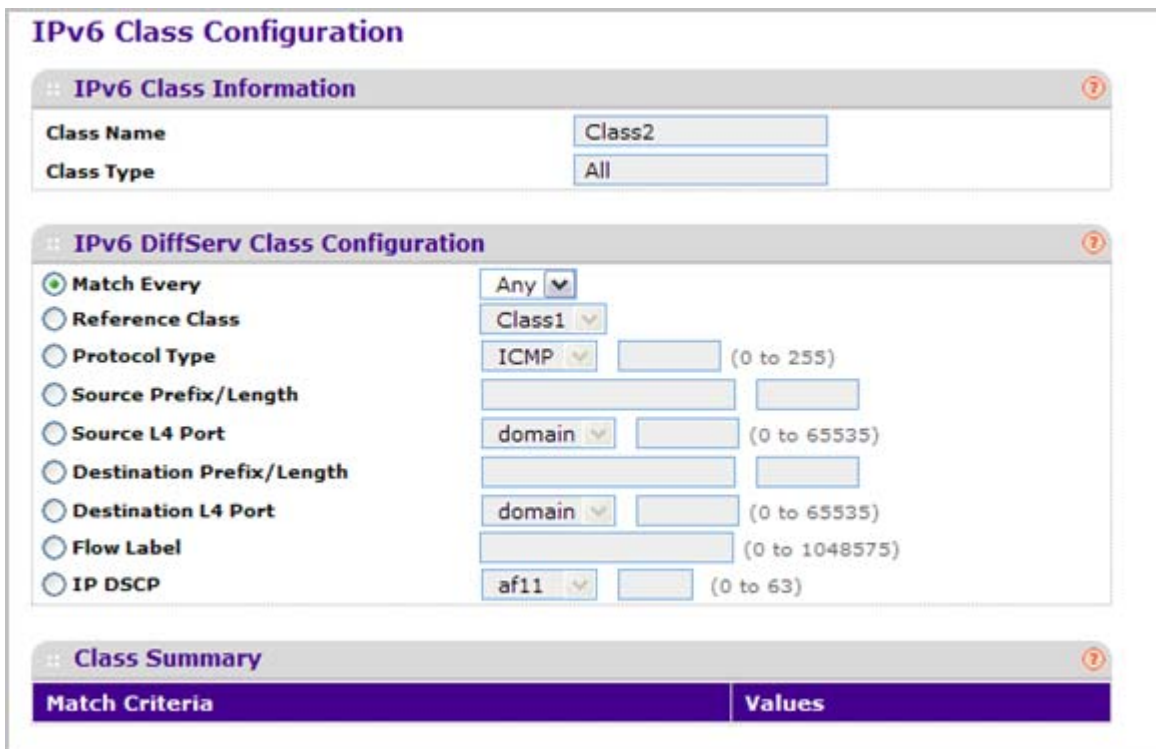 IPv6 Class Configuration
IPv6 Class Information
Class Name Class2
Class Type All
IPv6 DiffServ Class Configuration
Match Every Any
Reference Class Class1
Protocol Type ICMP (0 to 255)
Source Prefix/Length
Source L4 Port domain (0 to 65535)
Destination Prefix/Length
Destination L4 Port domain (0 to 65535)
Flow Label (0 to 1048575)
IP DSCP af11 (0 to 63)
Class Summary
Match Criteria Values